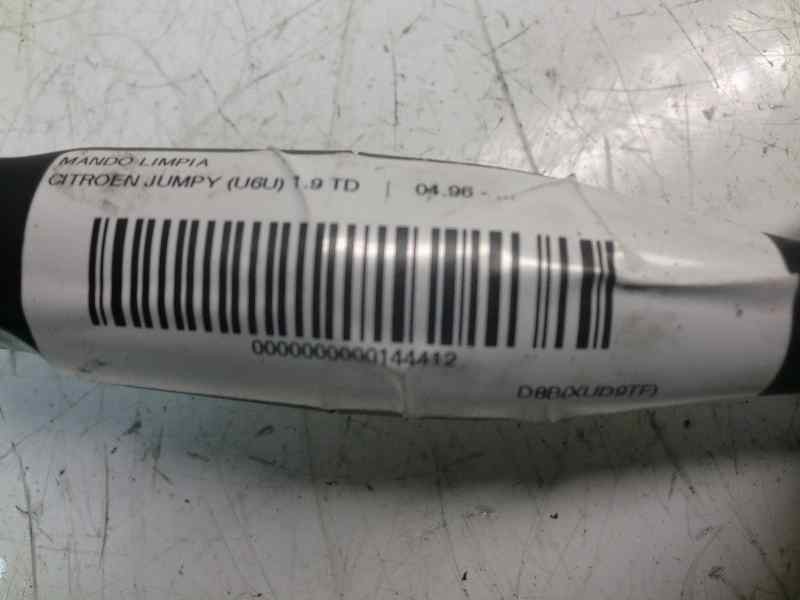 MANDO LIMPIA
CITROEN JUMPY (U6U) 1.9 TD | 04.96 - ...
0000000000144412
D8B(XUD9TF)